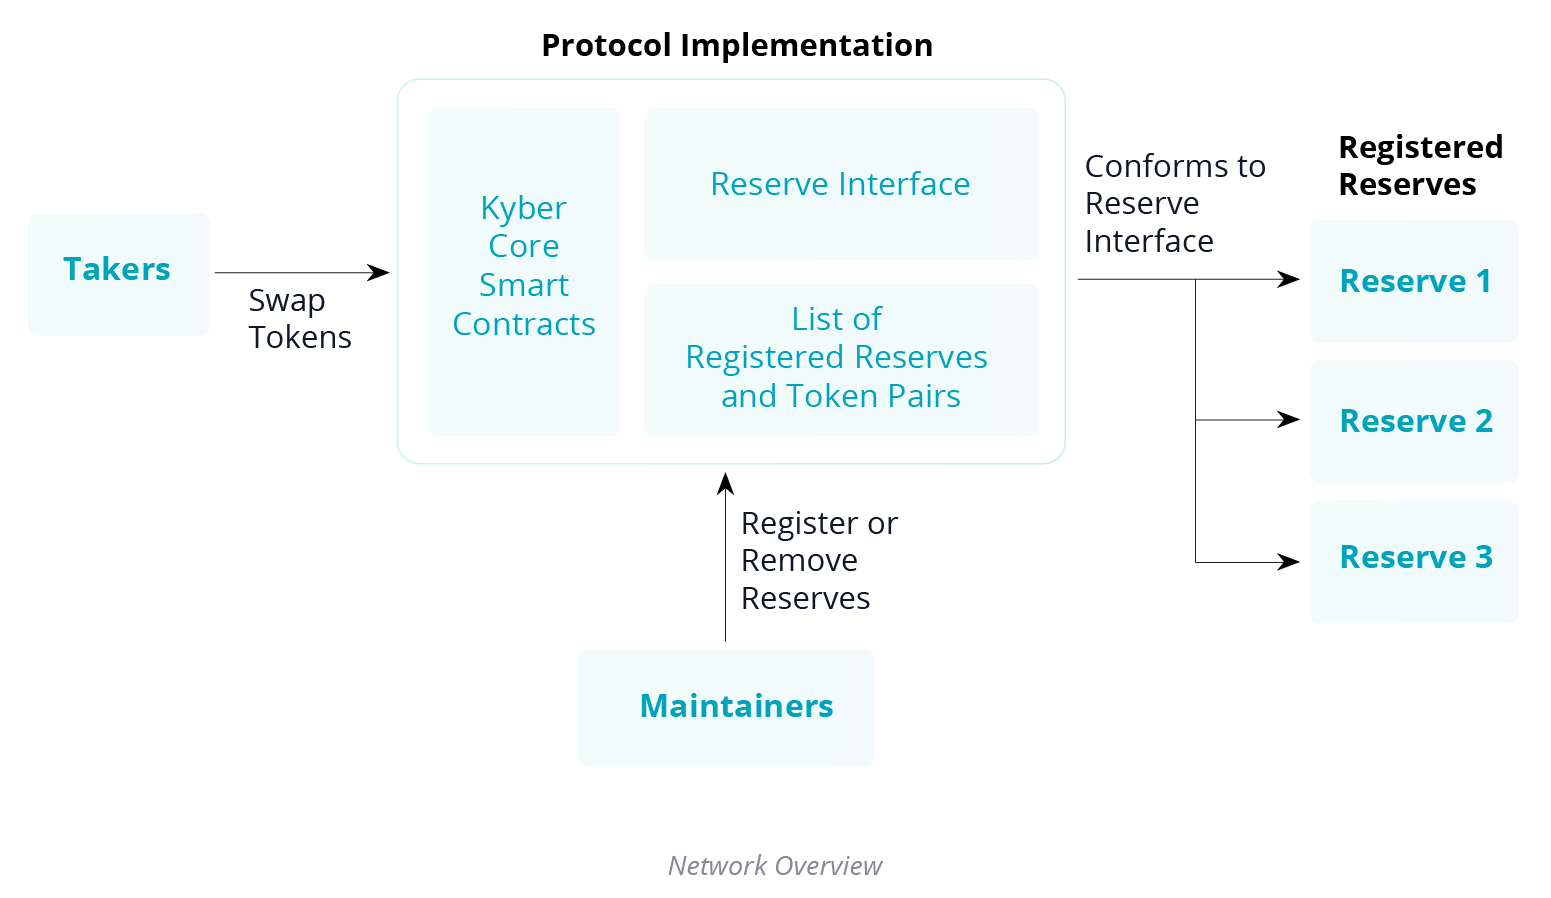 Protocol Implementation
Takers
Swap
Tokens
Kyber
Core
Smart
Contracts
Reserve Interface
List of
Registered Reserves
and Token Pairs
Conforms to
Reserve
Interface
Registered
Reserves
Reserve 1
Reserve 2
Reserve 3
Register or
Remove
Reserves
Maintainers
Network Overview